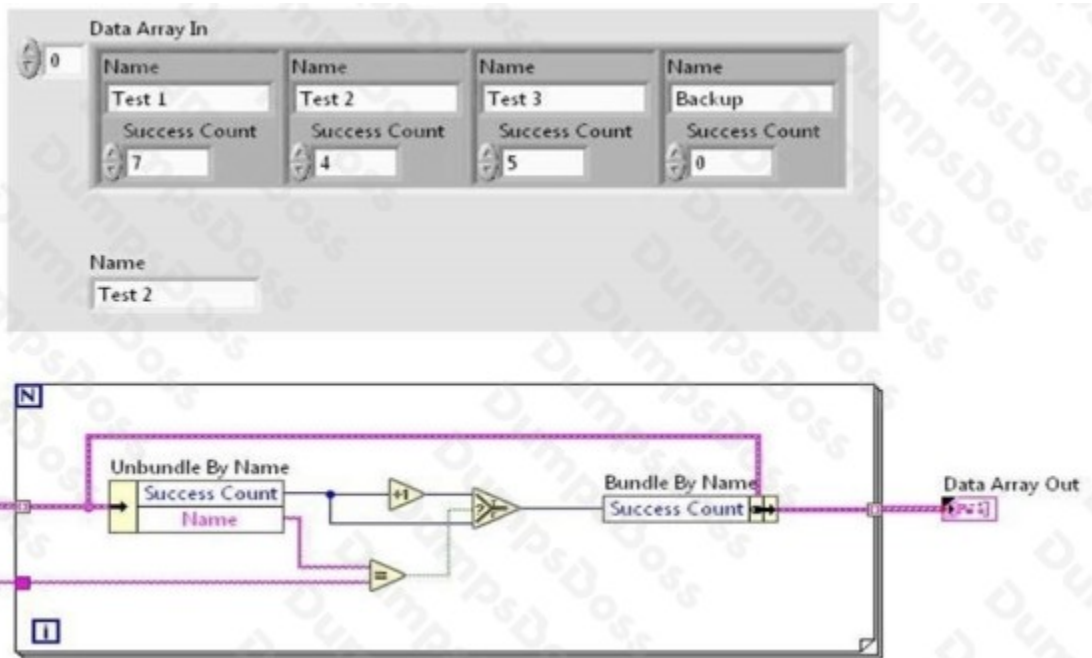 Data Array In
0
Name Name Name Name
Test 1 Test 2 Test 3 Backup
Success Count Success Count Success Count Success Count
7 4 5 0
Name
Test 2
N
Unbundle By Name
Success Count
Name
+1
?
=
Bundle By Name
Success Count
Data Array Out
i
DumpsDoss